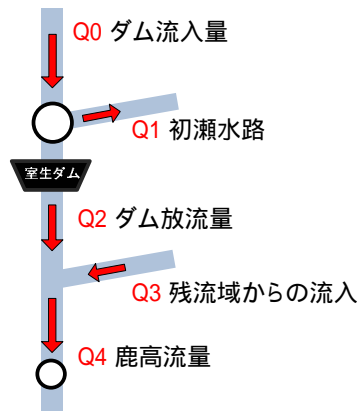 Q0 ダム流入量
Q1 初瀬水路
室生ダム
Q2 ダム放流量
Q3 残流域からの流入
Q4 鹿高流量